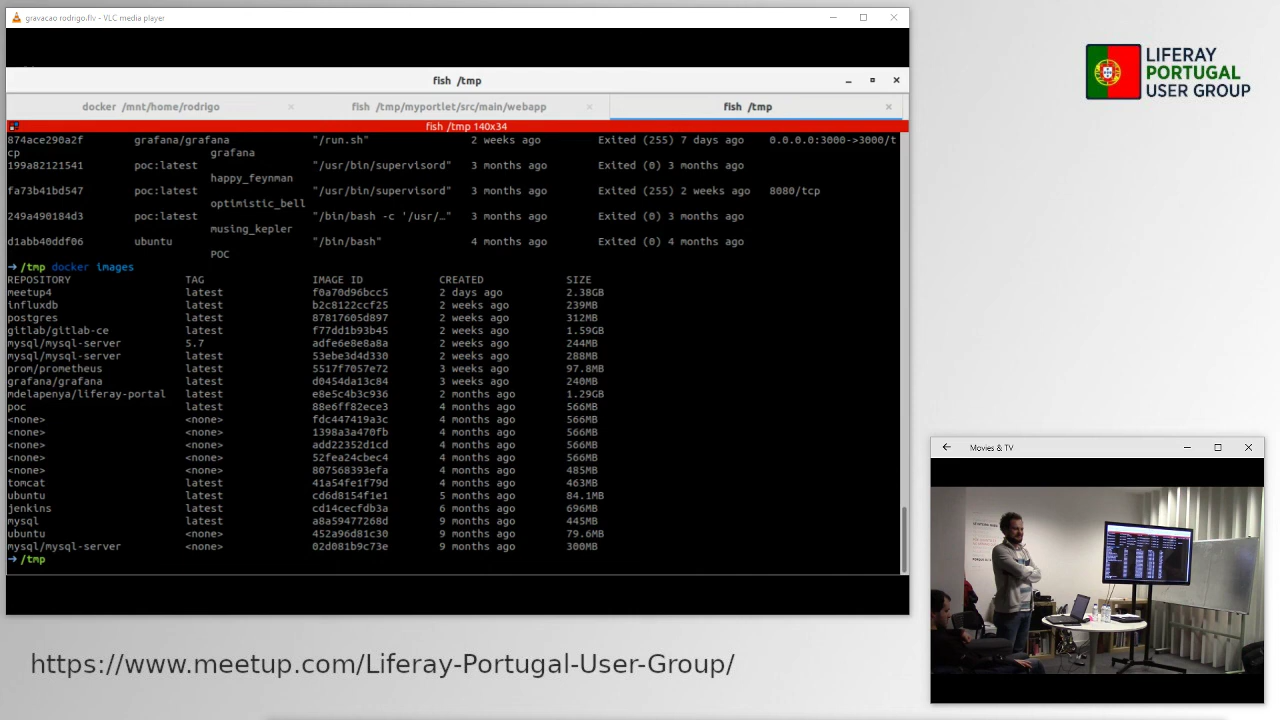 gravacao rodrigo.flv - VLC media player
fish /tmp
docker /mnt/home/rodrigo
fish /tmp/myportlet/src/main/webapp
fish /tmp
fish /tmp 140x34
874ace290a2f grafana/grafana "/run.sh" 2 weeks ago Exited (255) 7 days ago 0.0.0.0:3000->3000/t
cp grafana
199a82121541 poc:latest "/usr/bin/supervisord" 3 months ago Exited (0) 3 months ago
happy_feynman
fa73b41bd547 poc:latest "/usr/bin/supervisord" 3 months ago Exited (255) 2 weeks ago 8080/tcp
optimistic_bell
249a490184d3 poc:latest "/bin/bash -c '/usr/…" 3 months ago Exited (0) 3 months ago
musing_kepler
d1abb40ddf06 ubuntu "/bin/bash" 4 months ago Exited (0) 4 months ago
POC
→ /tmp docker images
REPOSITORY TAG IMAGE ID CREATED SIZE
meetup4 latest f0a70d96bcc5 2 days ago 2.38GB
influxdb latest b2c8122ccf25 2 weeks ago 239MB
postgres latest 87817605d897 2 weeks ago 312MB
gitlab/gitlab-ce latest f77dd1b93b45 2 weeks ago 1.59GB
mysql/mysql-server 5.7 adfe6e8e8a8a 2 weeks ago 244MB
mysql/mysql-server latest 53ebe3d4d330 2 weeks ago 288MB
prom/prometheus latest 5517f7057e72 3 weeks ago 97.8MB
grafana/grafana latest d0454da13c84 3 weeks ago 240MB
mdelapenya/liferay-portal latest e8e5c4b3c936 2 months ago 1.29GB
poc latest 88e6ff82ece3 4 months ago 566MB
<none> <none> fdc447419a3c 4 months ago 566MB
<none> <none> 1398a3a470fb 4 months ago 566MB
<none> <none> add22352d1cd 4 months ago 566MB
<none> <none> 52fea24cbec4 4 months ago 566MB
<none> <none> 807568393efa 4 months ago 485MB
tomcat latest 41a54fe1f79d 4 months ago 463MB
ubuntu latest cd6d8154f1e1 5 months ago 84.1MB
jenkins latest cd14cecfdb3a 6 months ago 696MB
mysql latest a8a59477268d 9 months ago 445MB
ubuntu <none> 452a96d81c30 9 months ago 79.6MB
mysql/mysql-server <none> 02d081b9c73e 9 months ago 300MB
→ /tmp
LIFERAY
PORTUGAL
USER GROUP
Movies & TV
https://www.meetup.com/Liferay-Portugal-User-Group/